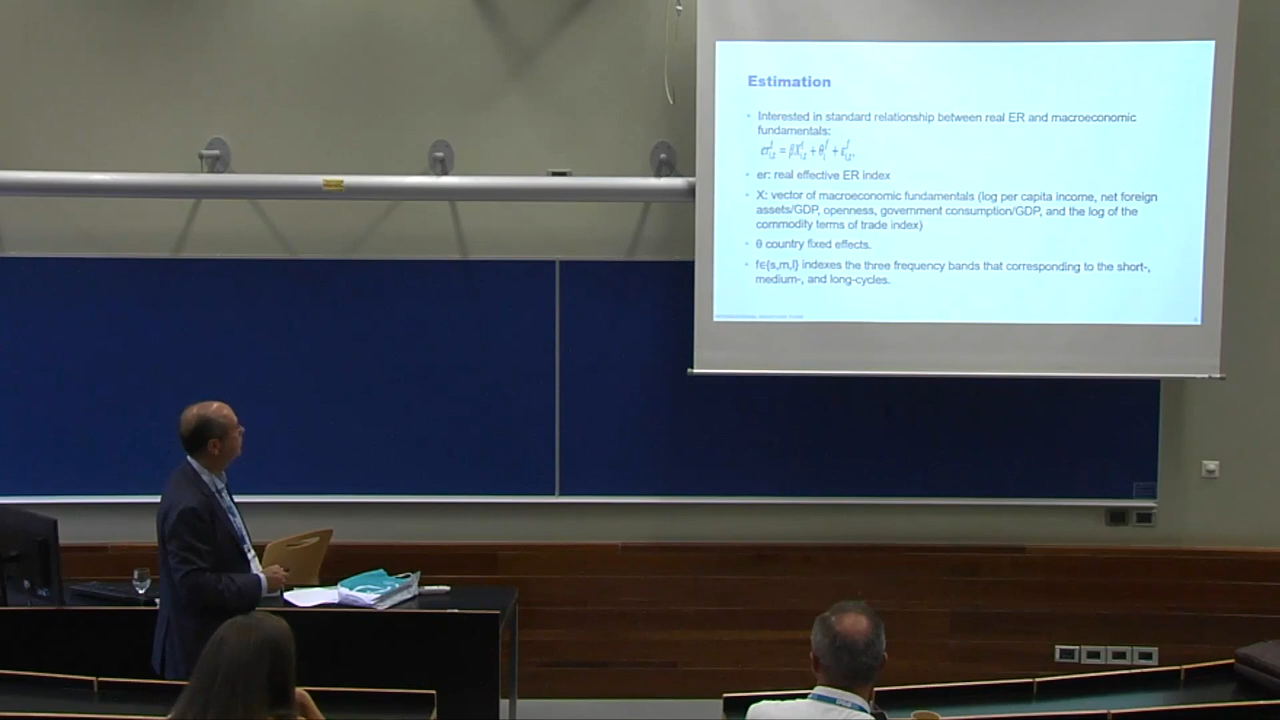 Estimation
• Interested in standard relationship between real ER and macroeconomic
fundamentals:
• er: real effective ER index
• X: vector of macroeconomic fundamentals (log per capita income, net foreign
assets/GDP, openness, government consumption/GDP, and the log of the
commodity terms of trade index)
• θ country fixed effects.
• f∈{s,m,l} indexes the three frequency bands that corresponding to the short-,
medium-, and long-cycles.
INTERNATIONAL MONETARY FUND